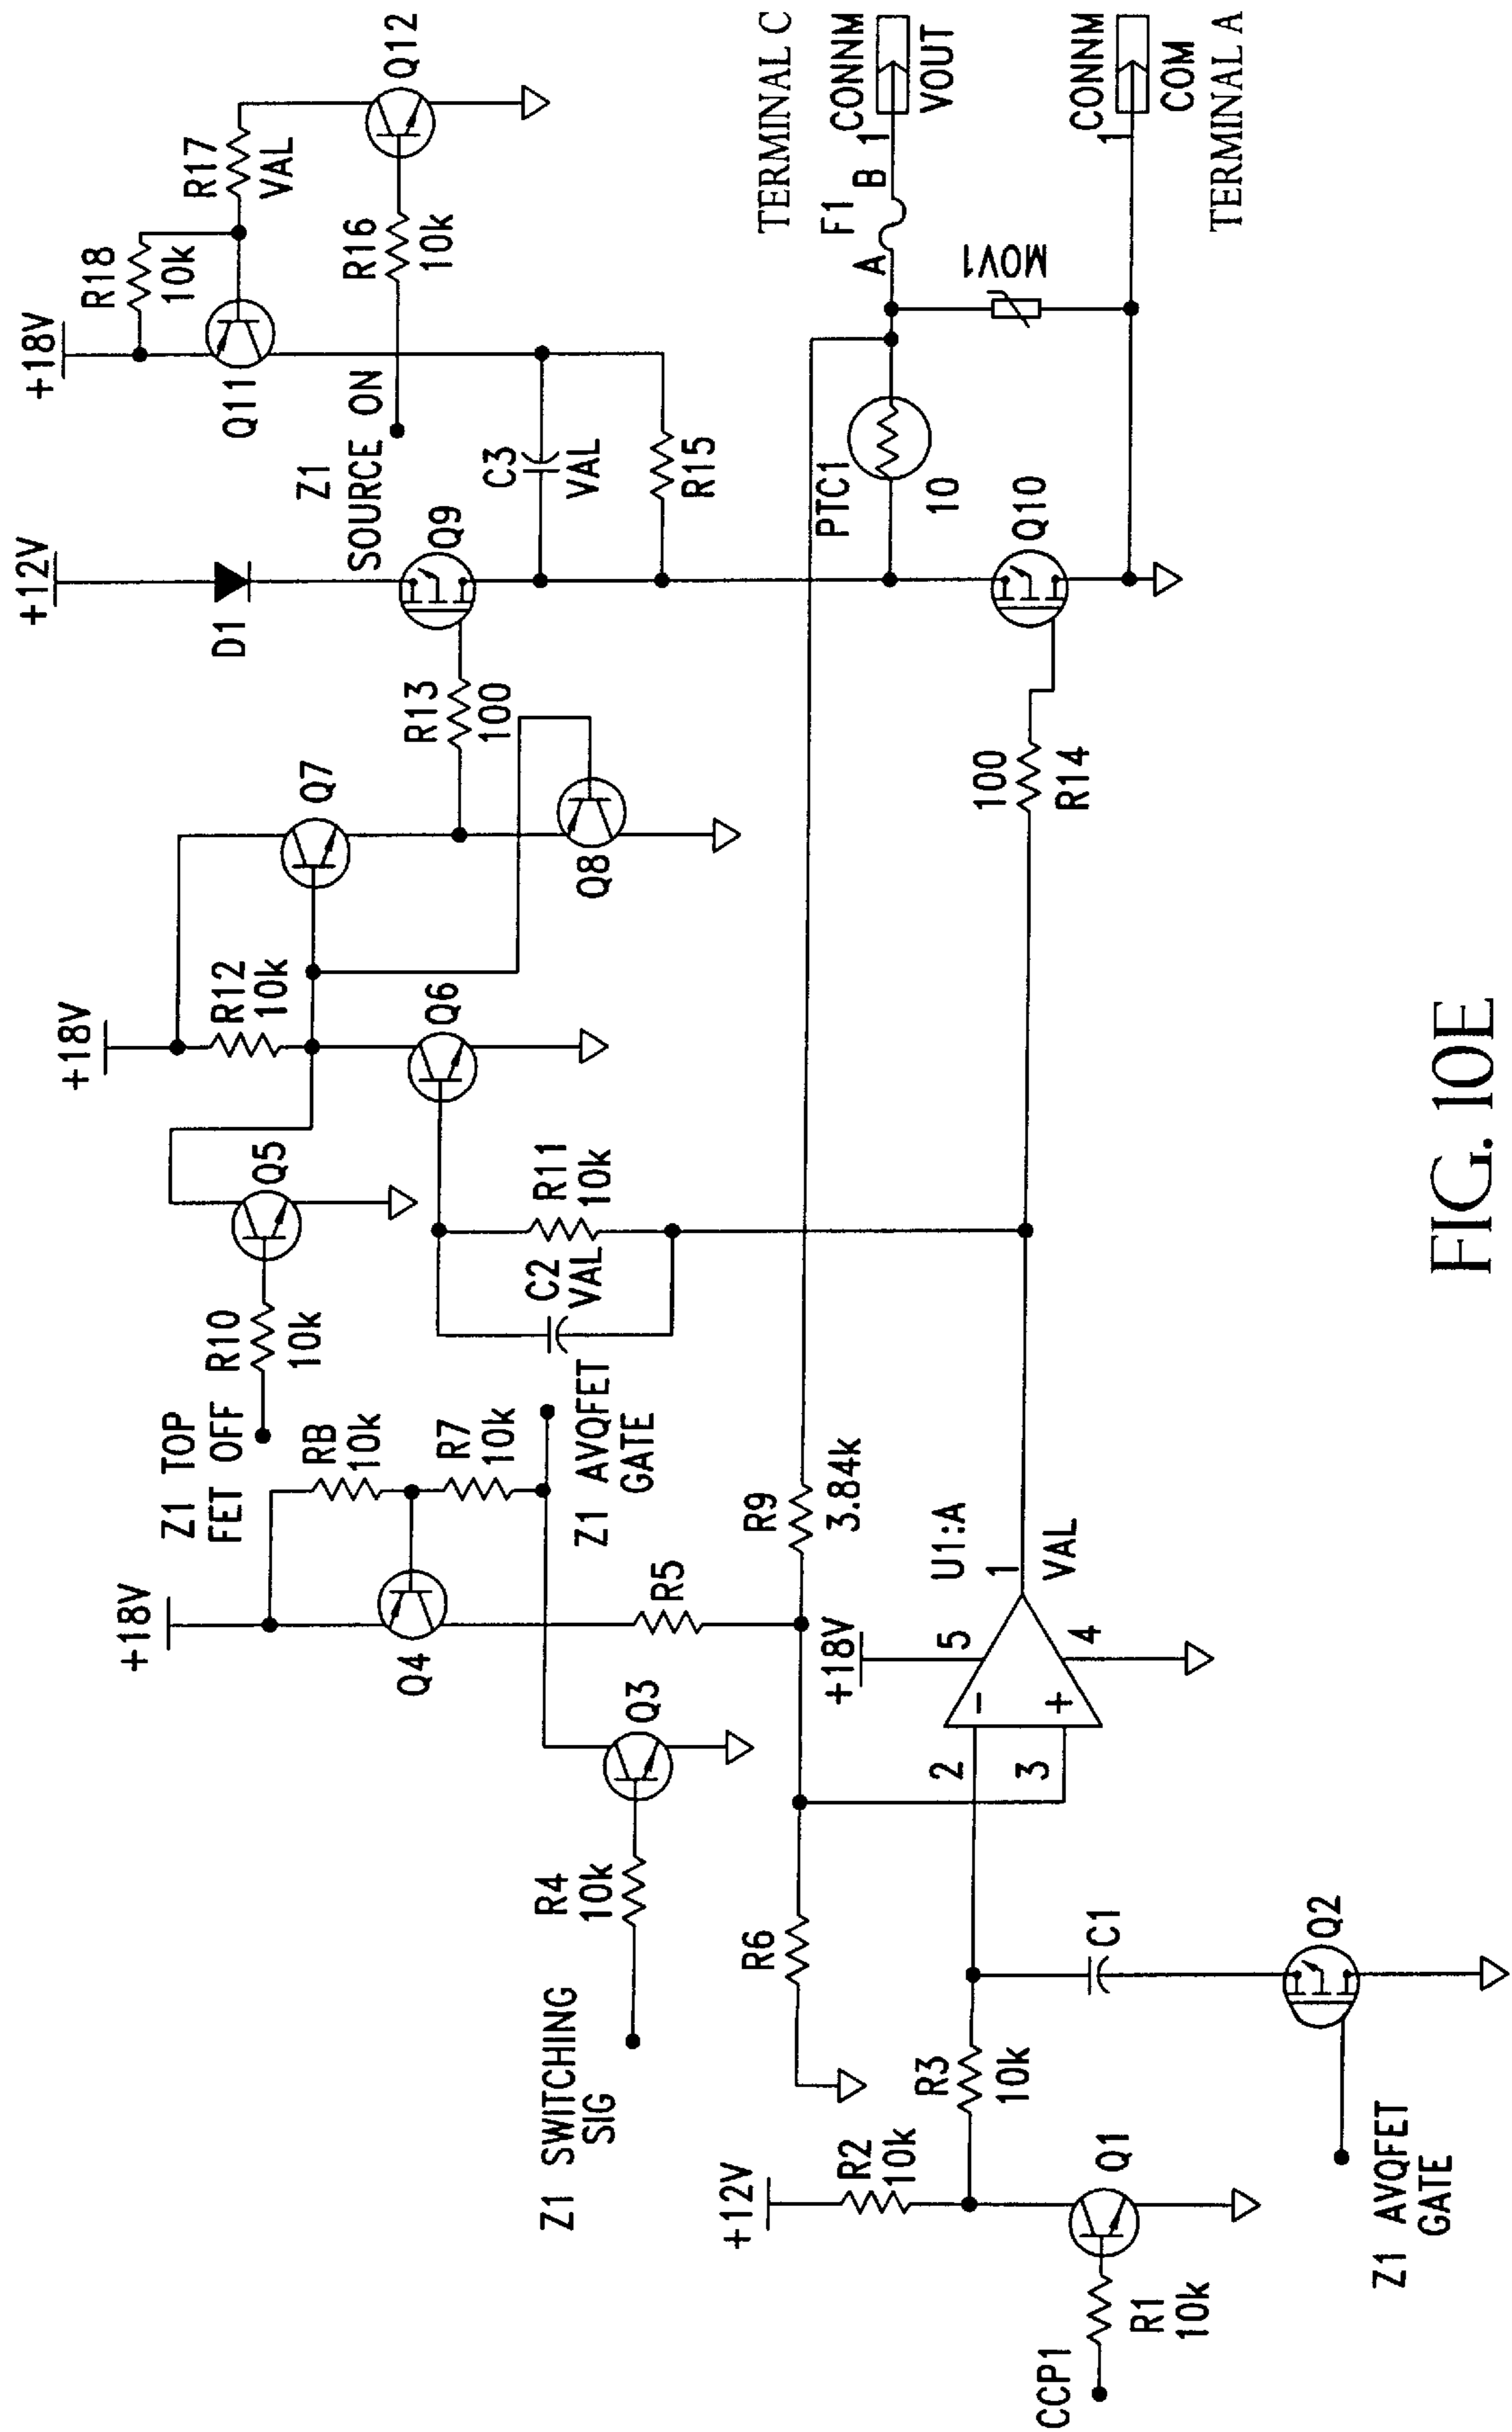 +18V
R18
10k
R17
VAL
Q11
Q12
R16
10k
Z1
SOURCE ON
+12V
D1
Q9
C3
VAL
R15
R13
100
+18V
R12
10k
Q7
Q8
Q6
Z1 TOP
FET OFF
R10
10k
Q5
R11
10k
C2
VAL
+18V
RB
10k
R7
10k
Z1 AVQFET
GATE
Q4
R5
Z1 SWITCHING
SIG
R4
10k
Q3
R9
3.84k
R6
+18V
U1:A
5
1
VAL
4
2
3
-
+
100
R14
Q10
PTC1
10
MOV1
A
F1
B
1
TERMINAL C
CONNM
VOUT
1
CONNM
COM
TERMINAL A
+12V
R2
10k
R3
10k
C1
Q2
Z1 AVQFET
GATE
CCP1
R1
10k
Q1
FIG. 10E